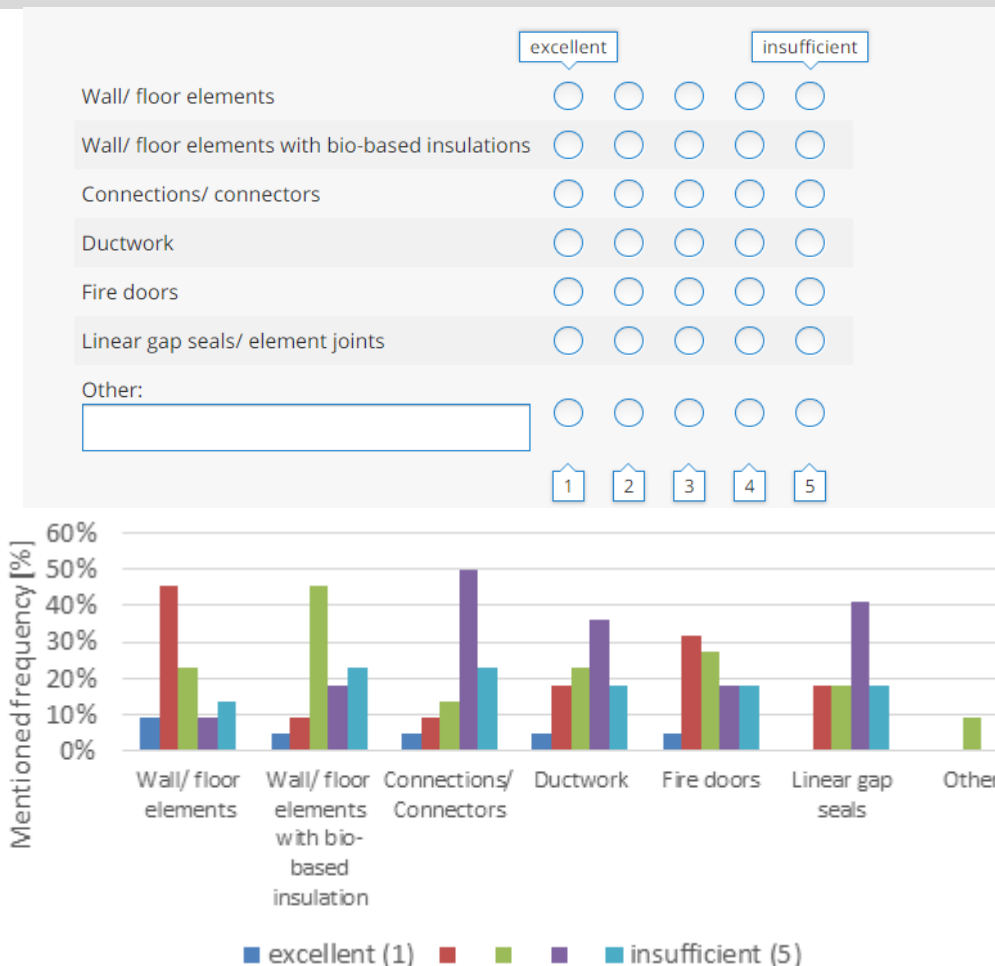 excellent insufficient
Wall/ floor elements
Wall/ floor elements with bio-based insulations
Connections/ connectors
Ductwork
Fire doors
Linear gap seals/ element joints
Other:
1 2 3 4 5
Mentioned frequency [%]
60%
50%
40%
30%
20%
10%
0%
Wall/ floor
elements
Wall/ floor
elements
with bio-
based
insulation
Connections/
Connectors
Ductwork
Fire doors
Linear gap
seals
Other
excellent (1) insufficient (5)